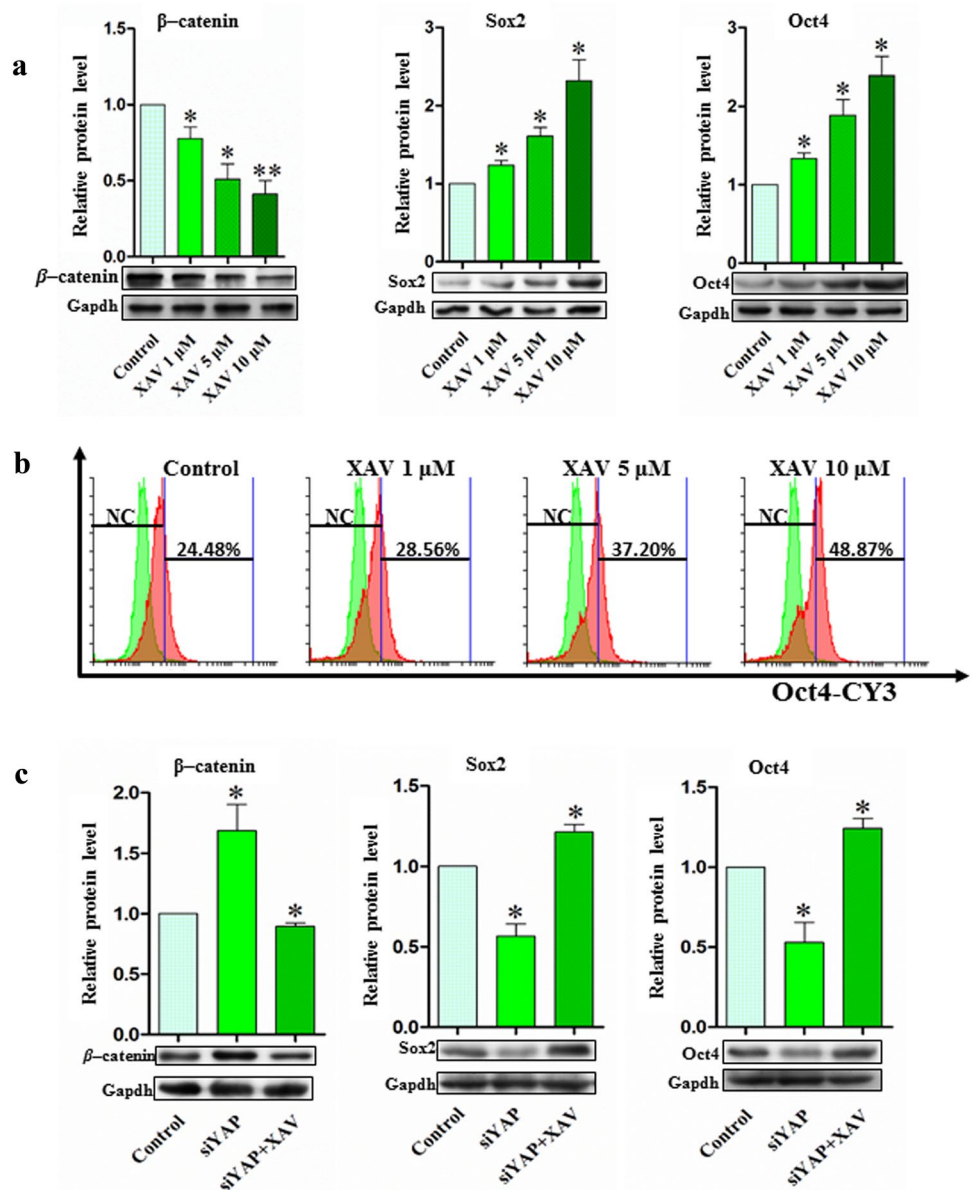 a
β–catenin
Sox2
Oct4
Relative protein level
1.5
1.0
0.5
0.0
*
*
**
β–catenin
Gapdh
Control
XAV 1 μM
XAV 5 μM
XAV 10 μM
Relative protein level
3
2
1
0
*
*
*
Sox2
Gapdh
Control
XAV 1 μM
XAV 5 μM
XAV 10 μM
Relative protein level
3
2
1
0
*
*
*
Oct4
Gapdh
Control
XAV 1 μM
XAV 5 μM
XAV 10 μM
b
Control
XAV 1 μM
XAV 5 μM
XAV 10 μM
NC
NC
NC
NC
24.48%
28.56%
37.20%
48.87%
Oct4-CY3
c
β–catenin
Sox2
Oct4
Relative protein level
2.0
1.5
1.0
0.5
0.0
*
*
β–catenin
Gapdh
Control
siYAP
siYAP+XAV
Relative protein level
1.5
1.0
0.5
0.0
*
*
Sox2
Gapdh
Control
siYAP
siYAP+XAV
Relative protein level
1.5
1.0
0.5
0.0
*
*
Oct4
Gapdh
Control
siYAP
siYAP+XAV